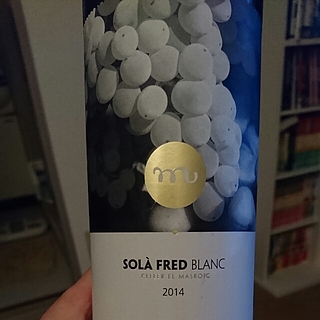 m
SOLÀ FRED BLANC
CELLER EL MASROIG
2014